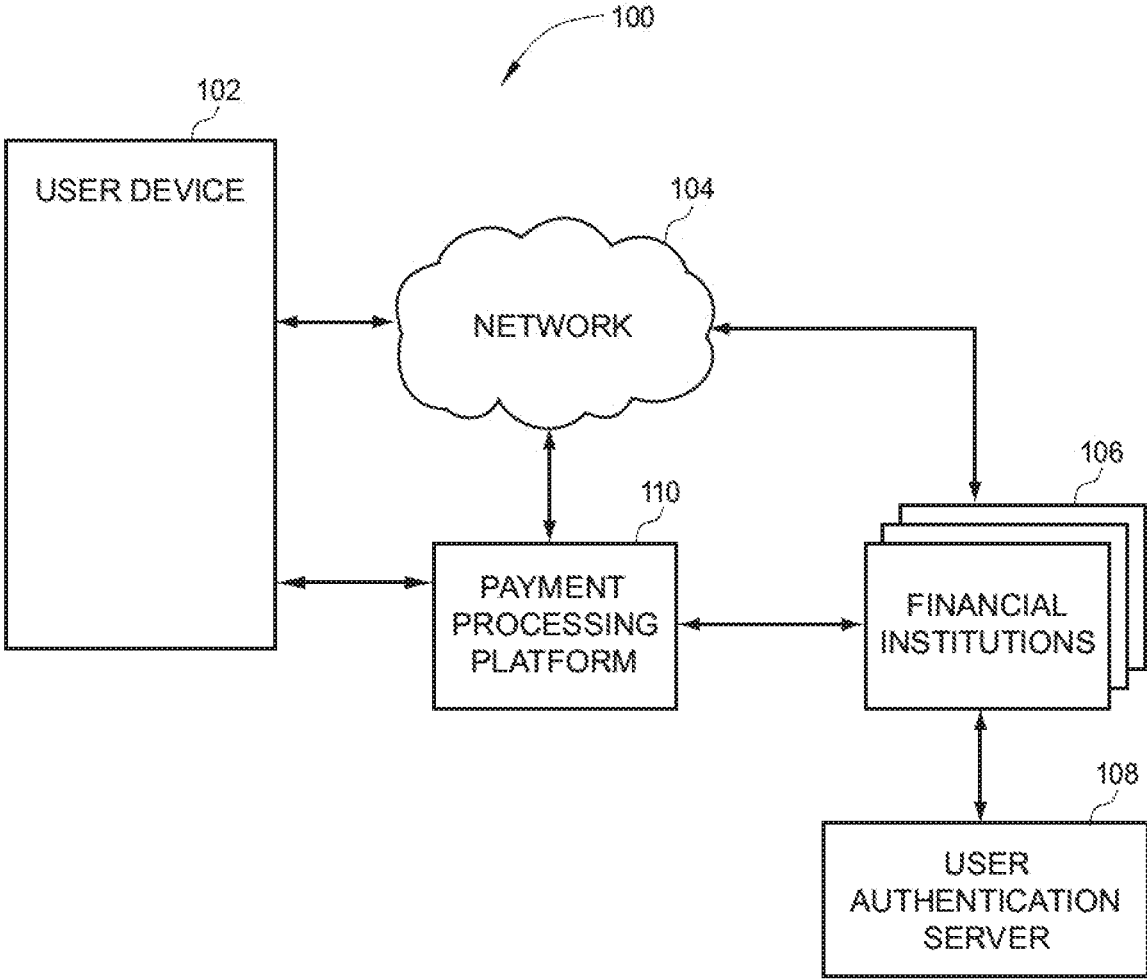 100
102
USER DEVICE
104
NETWORK
106
110
PAYMENT
PROCESSING
PLATFORM
FINANCIAL
INSTITUTIONS
108
USER
AUTHENTICATION
SERVER